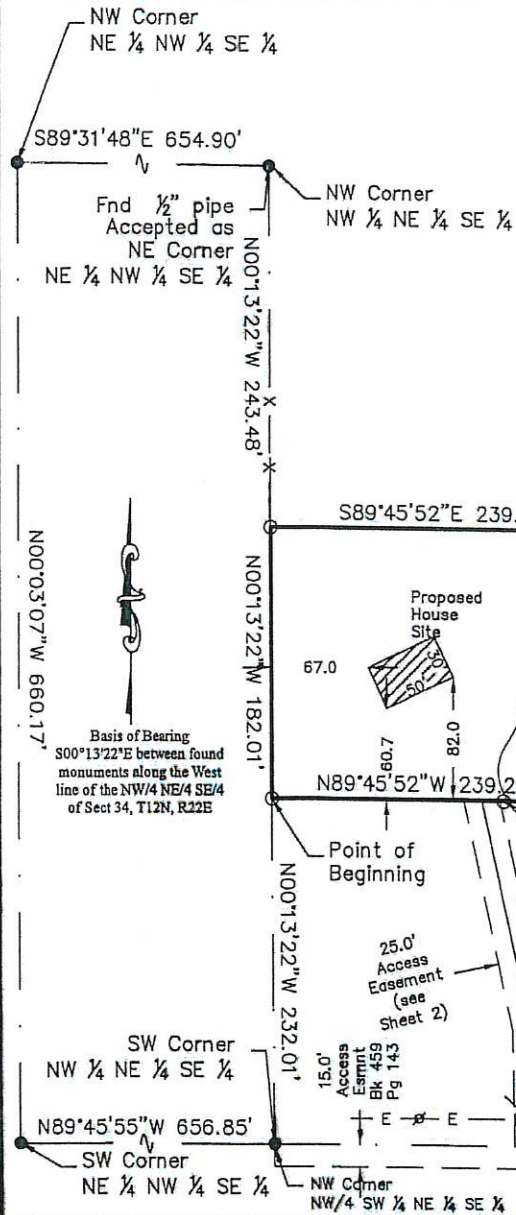 NW Corner
NE ¼ NW ¼ SE ¼
S89°31'48"E 654.90'
Fnd ½" pipe
Accepted as
NE Corner
NE ¼ NW ¼ SE ¼
NW Corner
NW ¼ NE ¼ SE ¼
N00°13'22"W 243.48'
X
X
S89°45'52"E 239.
N00°03'07"W 660.17'
N00°13'22"W 182.01'
Proposed
House
Site
67.0
50'
30'
60.7
82.0
Basis of Bearing
S00°13'22"E between found
monuments along the West
line of the NW/4 NE/4 SE/4
of Sect 34, T12N, R22E
N89°45'52"W 239.2
Point of
Beginning
N00°13'22"W 232.01'
25.0'
Access
Easement
(see
Sheet 2)
15.0'
Access
Esmnt
Bk 459
Pg 143
SW Corner
NW ¼ NE ¼ SE ¼
E ø E
N89°45'55"W 656.85'
SW Corner
NE ¼ NW ¼ SE ¼
NW Corner
NW/4 SW ¼ NE ¼ SE ¼